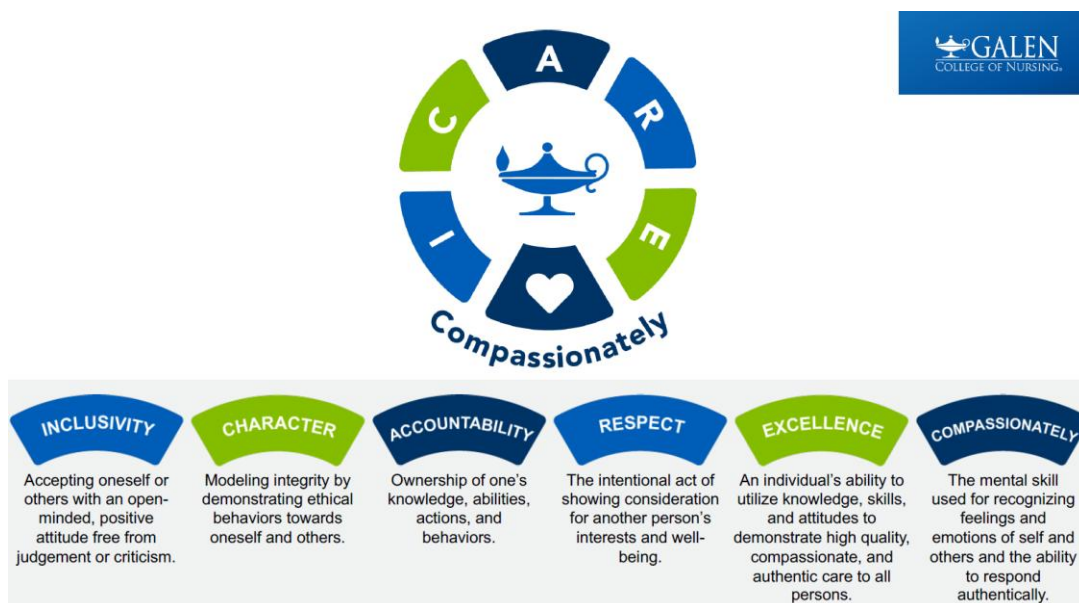 GALEN
COLLEGE OF NURSING®
I
C
A
R
E
Compassionately
INCLUSIVITY
Accepting oneself or
others with an open-
minded, positive
attitude free from
judgement or criticism.
CHARACTER
Modeling integrity by
demonstrating ethical
behaviors towards
oneself and others.
ACCOUNTABILITY
Ownership of one's
knowledge, abilities,
actions, and
behaviors.
RESPECT
The intentional act of
showing consideration
for another person's
interests and well-
being.
EXCELLENCE
An individual's ability to
utilize knowledge, skills,
and attitudes to
demonstrate high quality,
compassionate, and
authentic care to all
persons.
COMPASSIONATELY
The mental skill
used for recognizing
feelings and
emotions of self and
others and the ability
to respond
authentically.